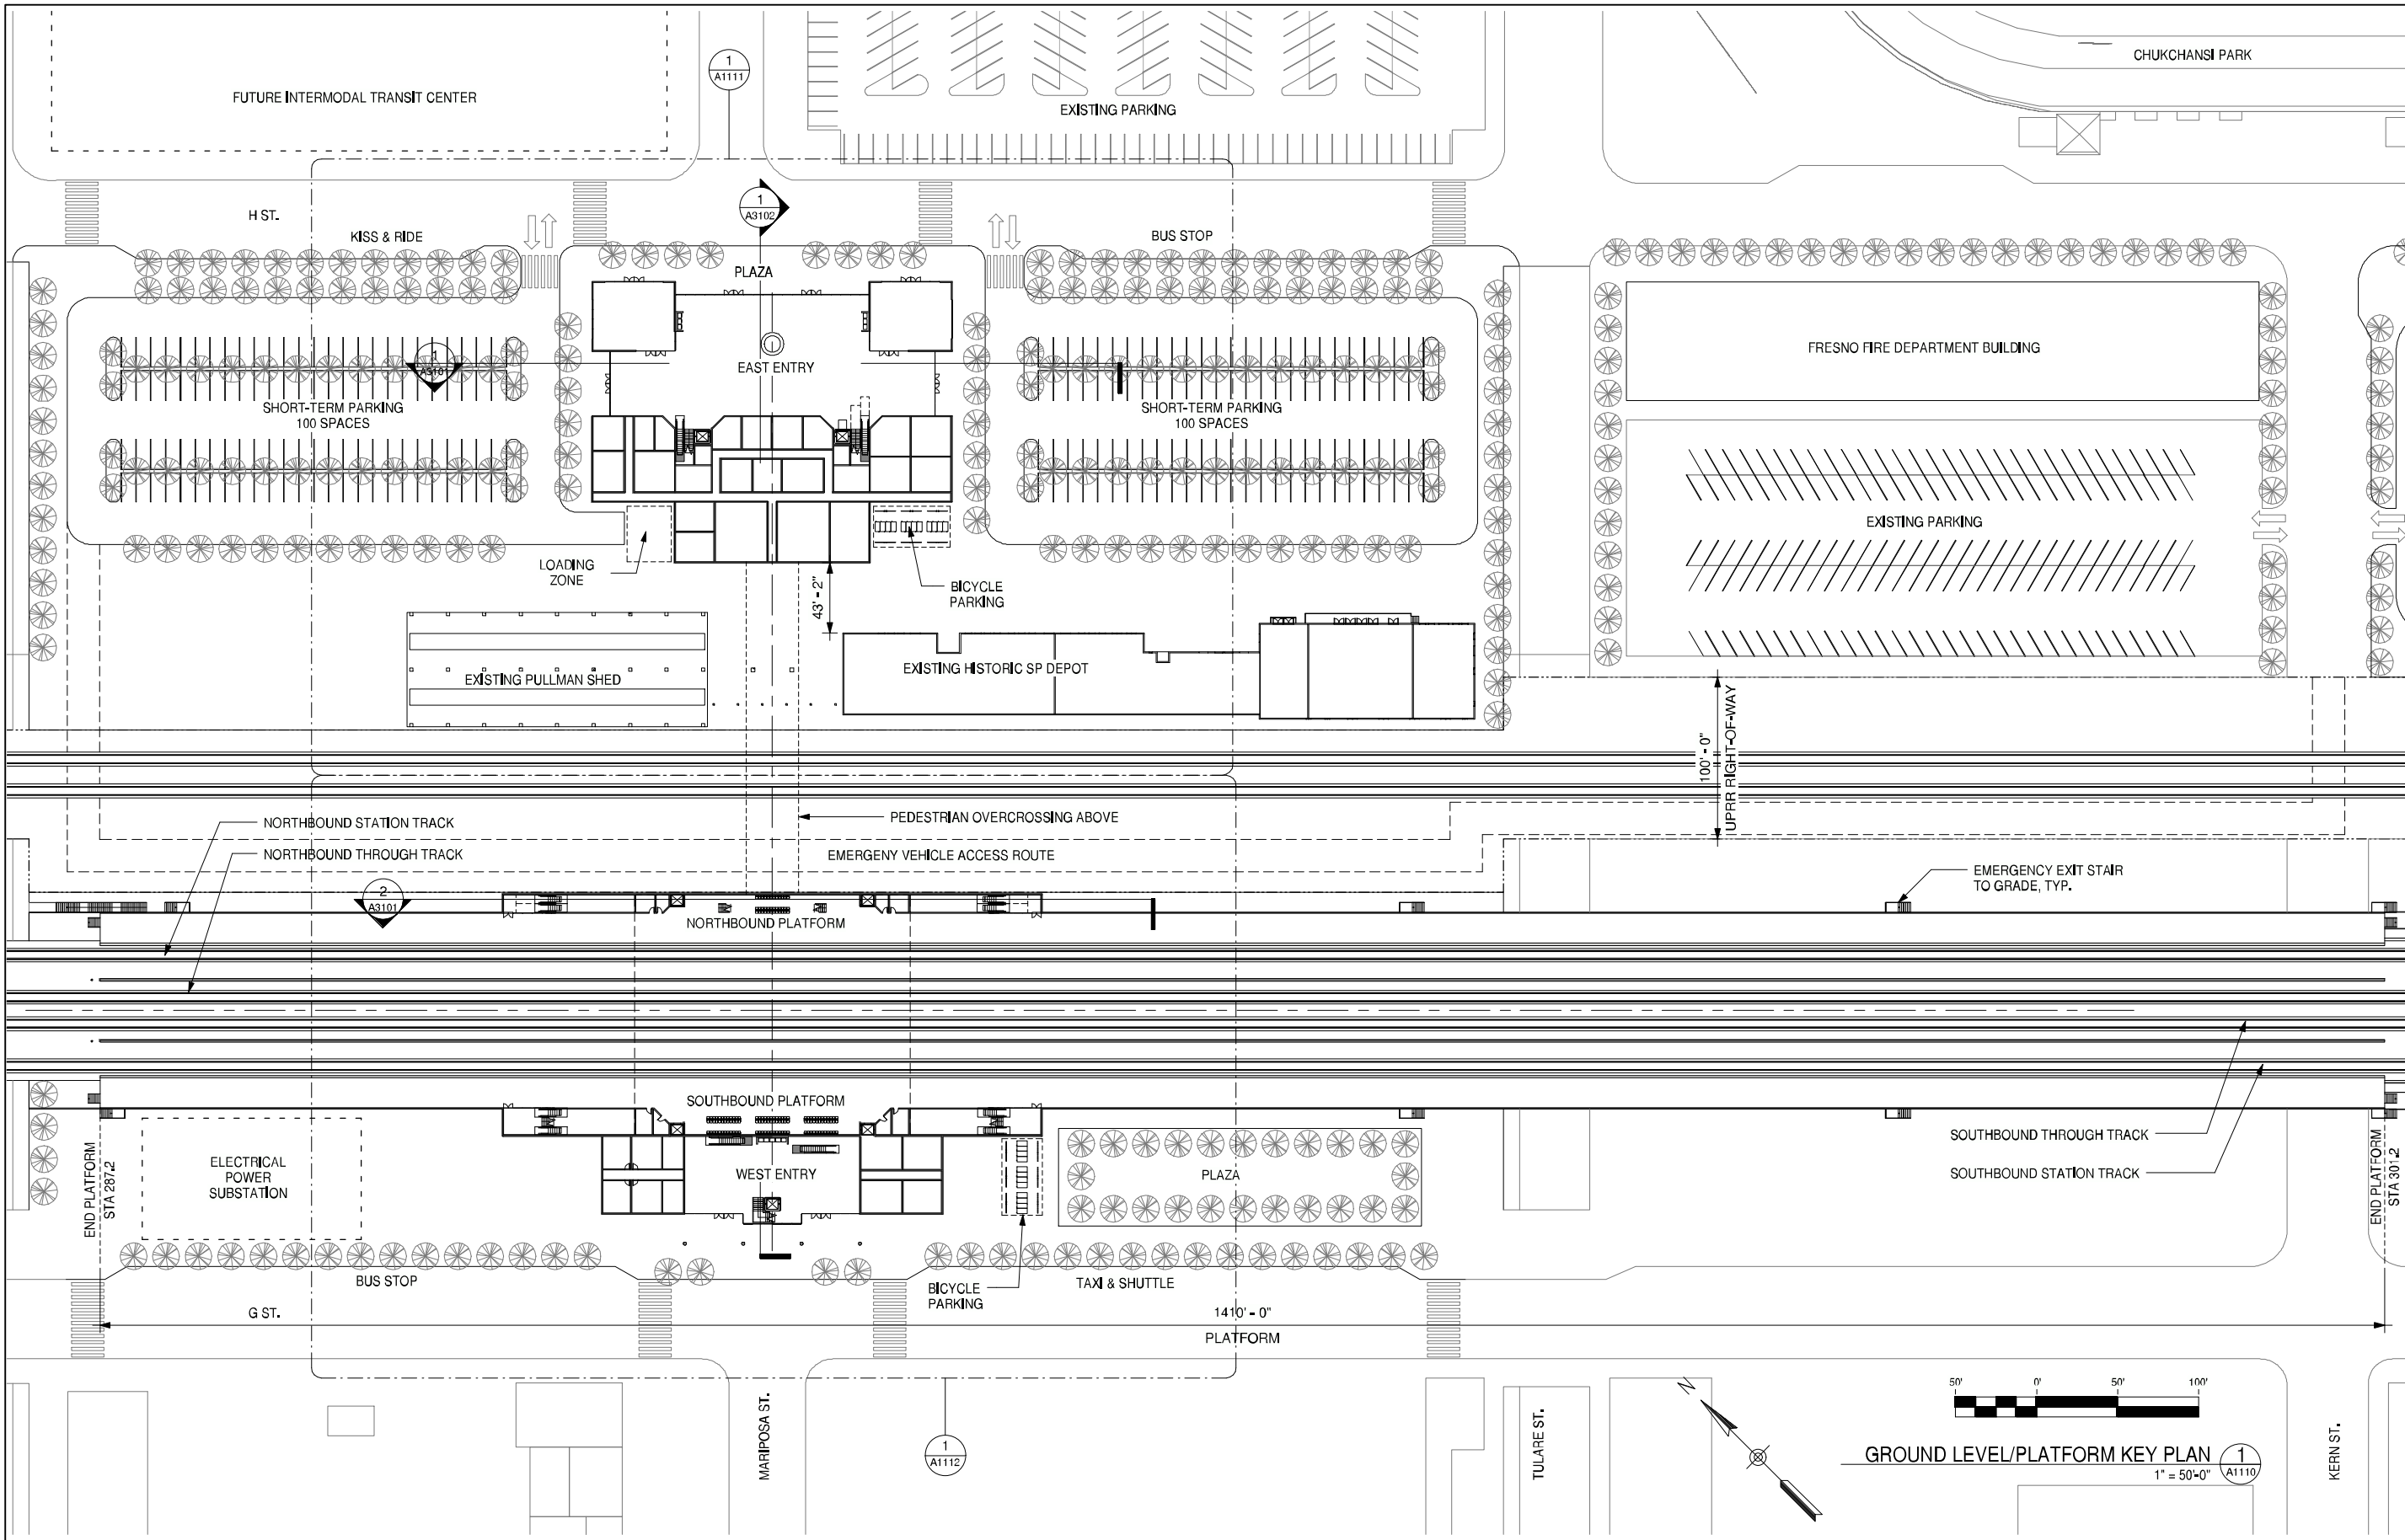 CHUKCHANSI PARK
1
A1111
FUTURE INTERMODAL TRANSIT CENTER
EXISTING PARKING
1
A3102
H ST.
KISS & RIDE
BUS STOP
PLAZA
EAST ENTRY
FRESNO FIRE DEPARTMENT BUILDING
1
A3101
SHORT-TERM PARKING
100 SPACES
SHORT-TERM PARKING
100 SPACES
EXISTING PARKING
LOADING
ZONE
BICYCLE
PARKING
43' - 2"
EXISTING HISTORIC SP DEPOT
EXISTING PULLMAN SHED
100' - 0"
UPRR RIGHT-OF-WAY
PEDESTRIAN OVERCROSSING ABOVE
NORTHBOUND STATION TRACK
NORTHBOUND THROUGH TRACK
EMERGENY VEHICLE ACCESS ROUTE
EMERGENCY EXIT STAIR
TO GRADE, TYP.
2
A3101
NORTHBOUND PLATFORM
SOUTHBOUND PLATFORM
END PLATFORM
STA 287.2
ELECTRICAL
POWER
SUBSTATION
WEST ENTRY
PLAZA
SOUTHBOUND THROUGH TRACK
SOUTHBOUND STATION TRACK
END PLATFORM
STA 301.2
BUS STOP
BICYCLE
PARKING
TAXI & SHUTTLE
G ST.
1410' - 0"
PLATFORM
MARIPOSA ST.
1
A1112
TULARE ST.
N
50'
0'
50'
100'
GROUND LEVEL/PLATFORM KEY PLAN
1" = 50'-0"
1
A1110
KERN ST.